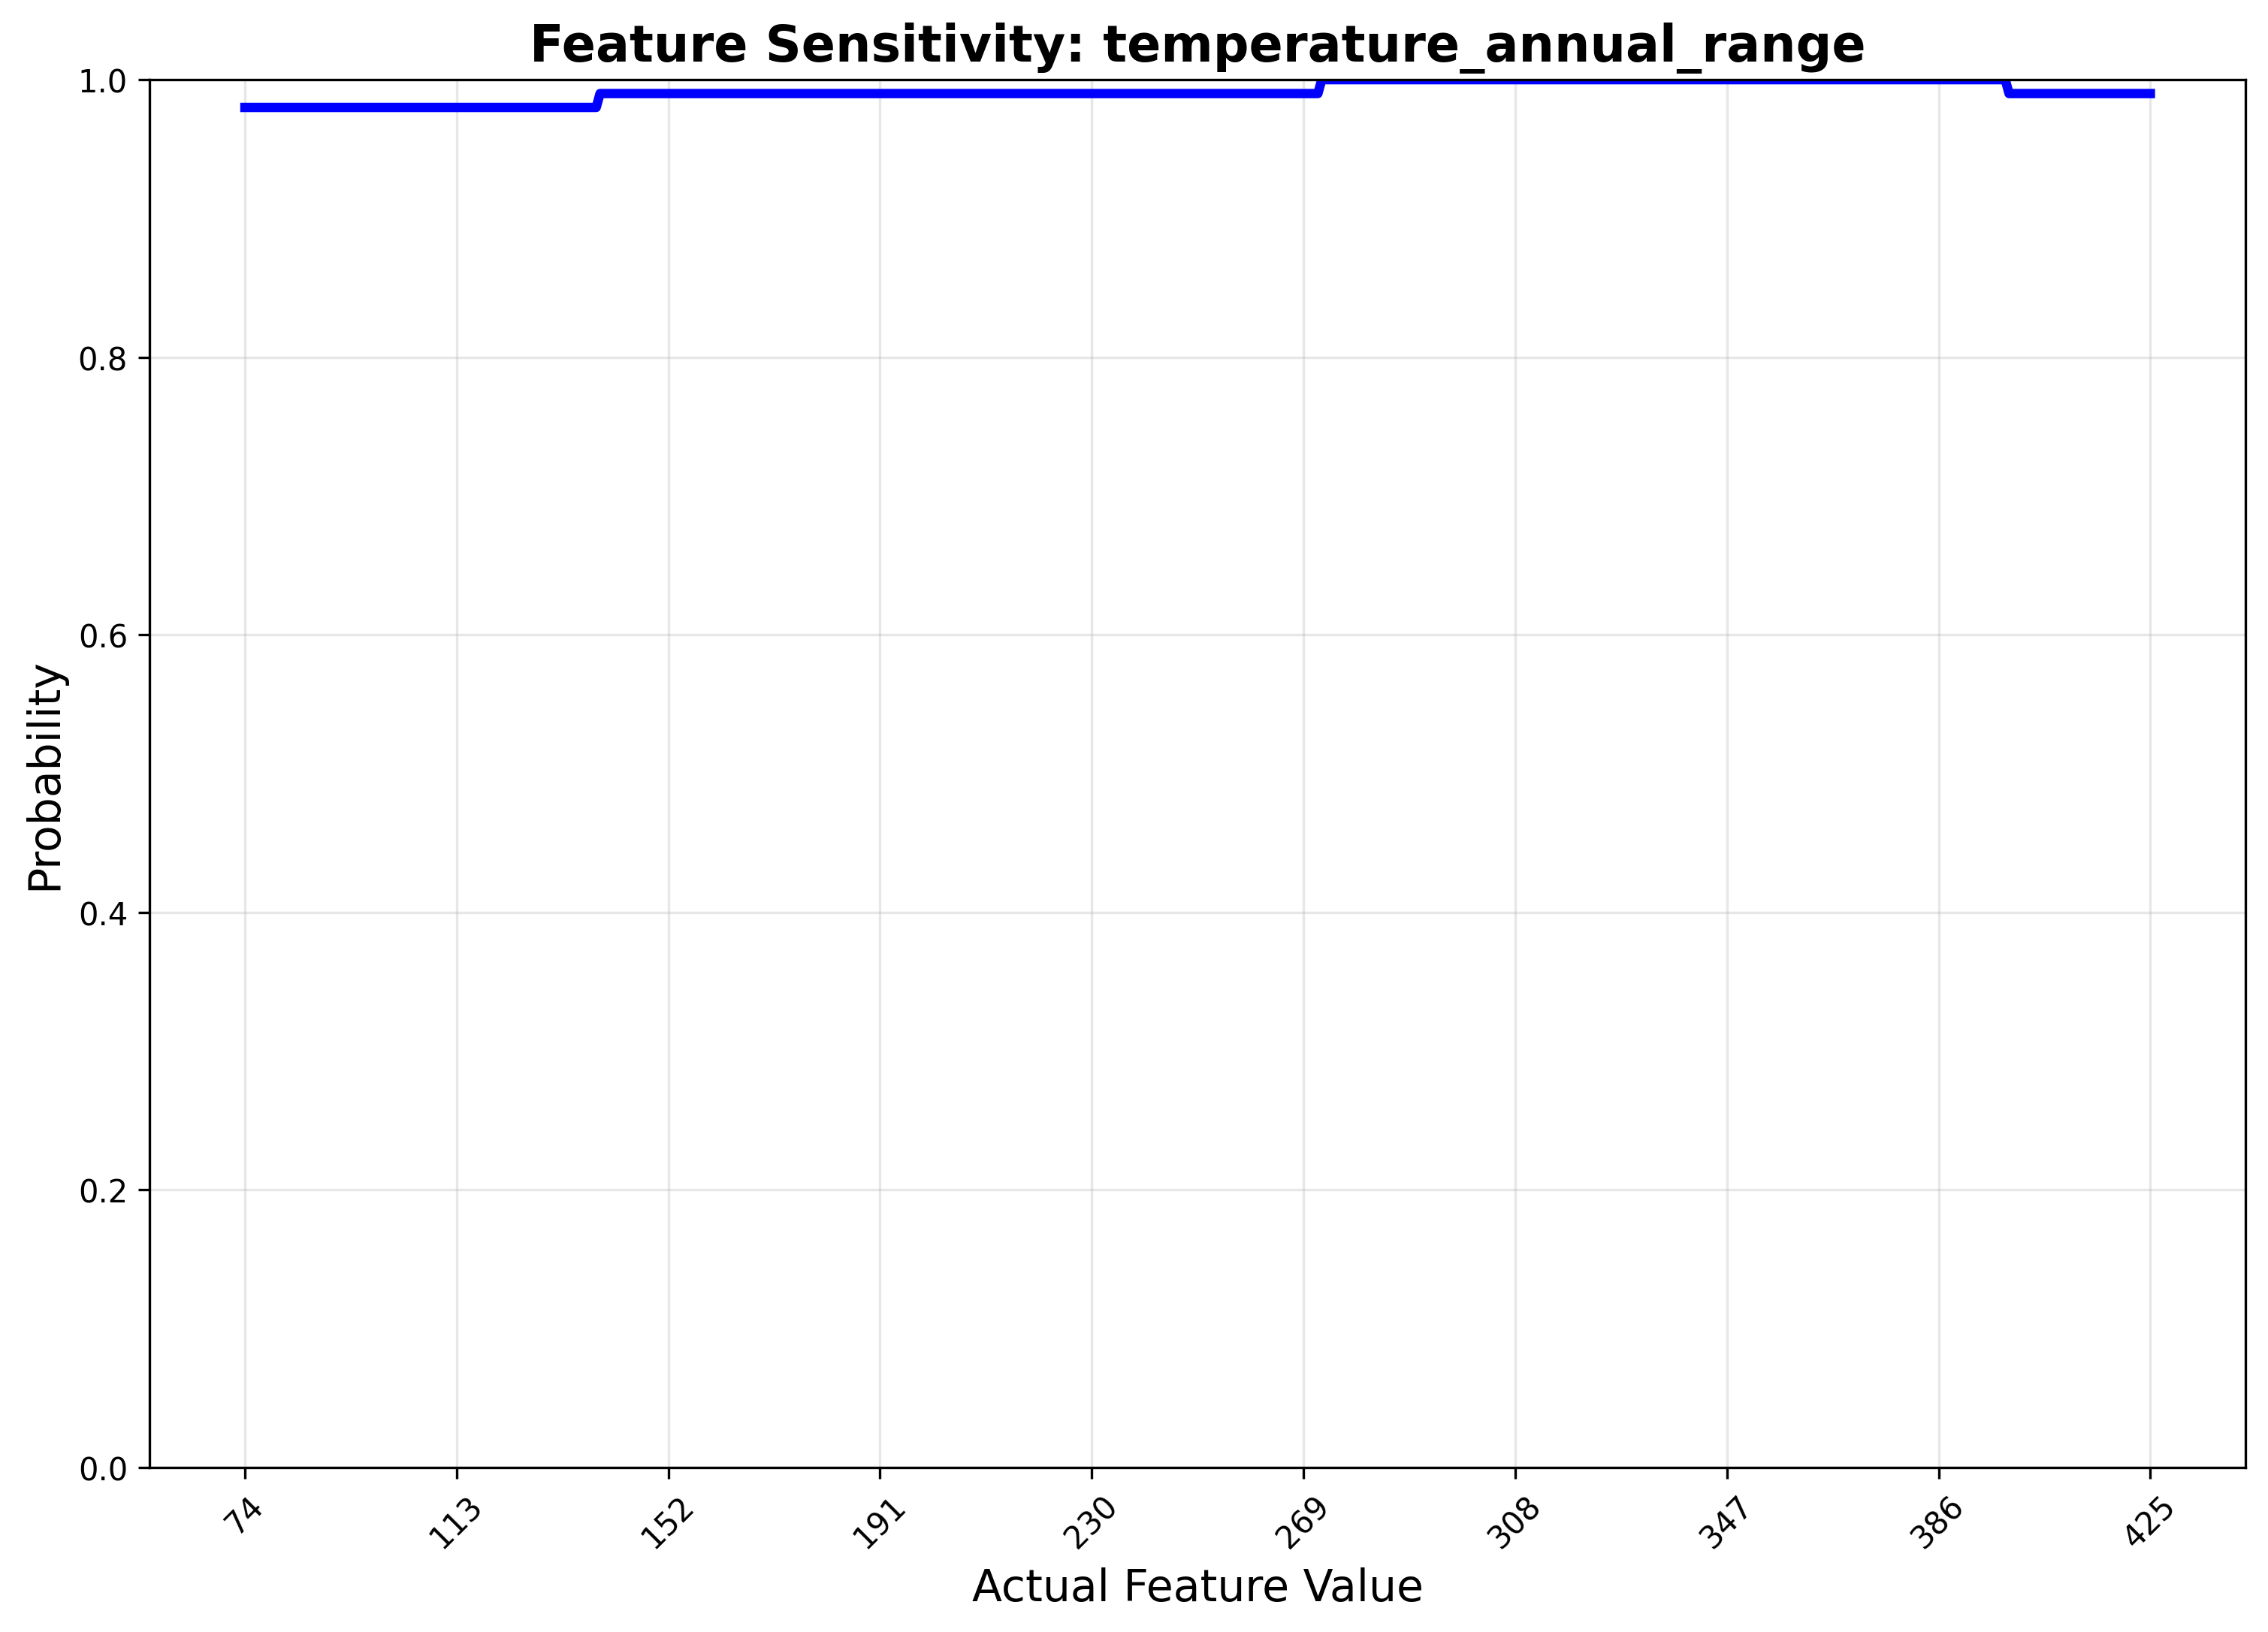 Feature Sensitivity: temperature_annual_range
1.0
0.8
0.6
0.4
0.2
0.0
Probability
74 113 152 191 230 269 308 347 386 425
Actual Feature Value